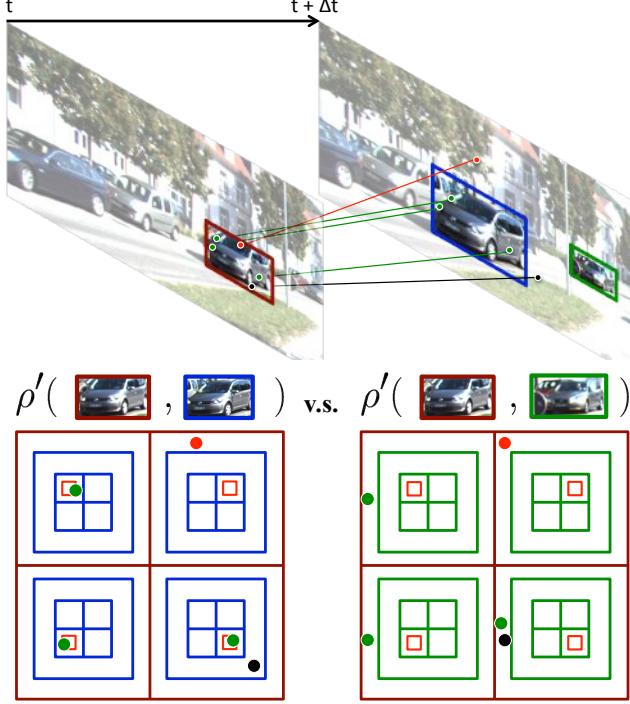 t t + Δt
ρ′( , ) v.s. ρ′( , )